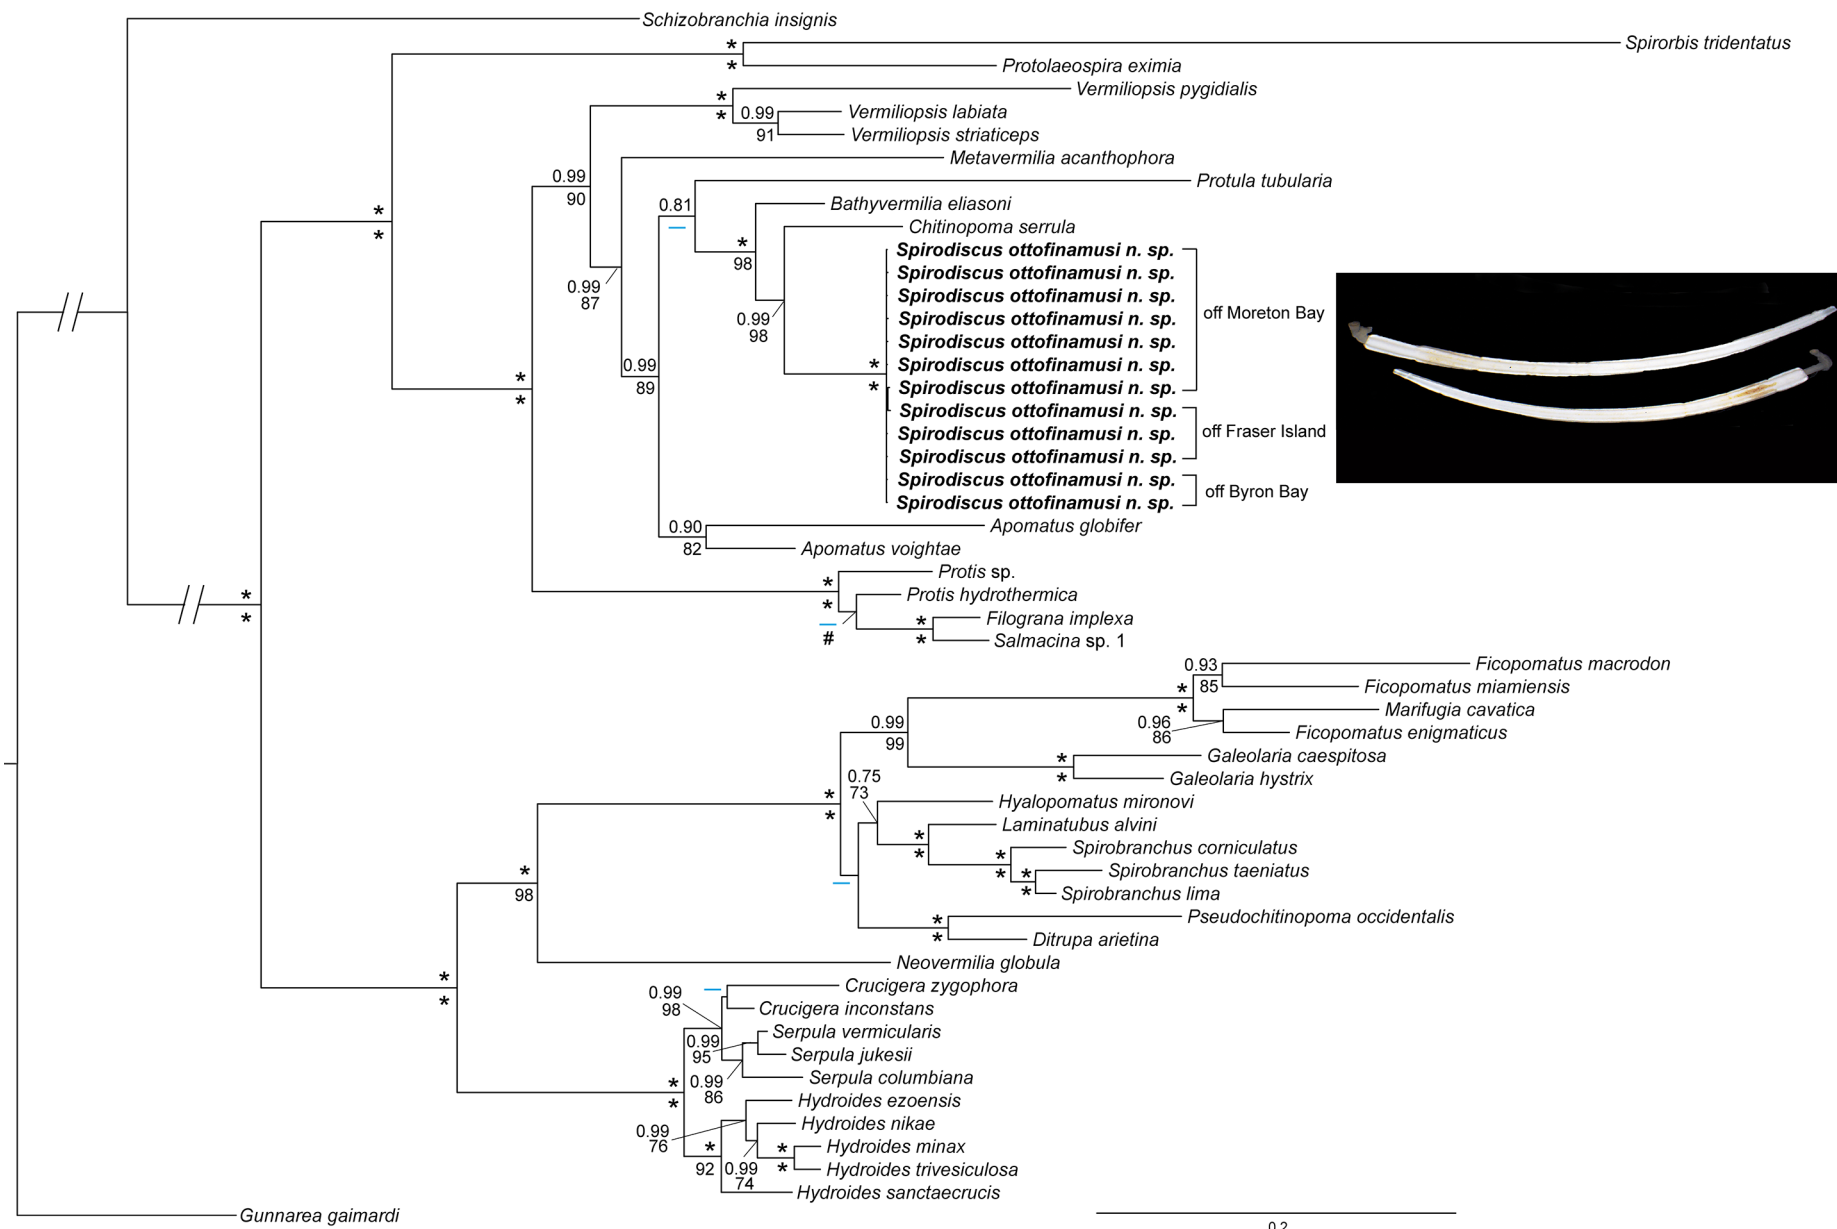 Schizobranchia insignis
*
* Spirorbis tridentatus
Protolaeospira eximia
Vermiliopsis pygidialis
*
* 0.99
91
Vermiliopsis labiata
Vermiliopsis striaticeps
Metavermilia acanthophora
0.99
90
Protula tubularia
0.81
Bathyvermilia eliasoni
*
*
*
98
Chitinopoma serrula
Spirodiscus ottofinamusi n. sp.
Spirodiscus ottofinamusi n. sp.
0.99
87
Spirodiscus ottofinamusi n. sp.
off Moreton Bay
0.99
98
Spirodiscus ottofinamusi n. sp.
Spirodiscus ottofinamusi n. sp.
Spirodiscus ottofinamusi n. sp.
*
*
0.99
89
*
*
Spirodiscus ottofinamusi n. sp.
Spirodiscus ottofinamusi n. sp.
Spirodiscus ottofinamusi n. sp.
off Fraser Island
Spirodiscus ottofinamusi n. sp.
Spirodiscus ottofinamusi n. sp.
off Byron Bay
Spirodiscus ottofinamusi n. sp.
0.90
82
Apomatus globifer
Apomatus voightae
Protis sp.
*
*
*
*
Protis hydrothermica
#
*
*
Filograna implexa
Salmacina sp. 1
0.93
85
Ficopomatus macrodon
*
*
Ficopomatus miamiensis
0.96
86
Marifugia cavatica
Ficopomatus enigmaticus
0.99
99
*
*
Galeolaria caespitosa
Galeolaria hystrix
0.75
73
*
*
Hyalopomatus mironovi
Laminatubus alvini
*
*
*
*
Spirobranchus corniculatus
*
*
Spirobranchus taeniatus
Spirobranchus lima
*
98
*
*
Pseudochitinopoma occidentalis
Ditrupa arietina
Neovermilia globula
*
*
Crucigera zygophora
0.99
98
Crucigera inconstans
Serpula vermicularis
0.99
95
Serpula jukesii
0.99
86
Serpula columbiana
*
*
Hydroides ezoensis
Hydroides nikae
0.99
76
*
*
Hydroides minax
*
92
0.99
74
Hydroides trivesiculosa
Hydroides sanctaecrucis
Gunnarea gaimardi
0.2